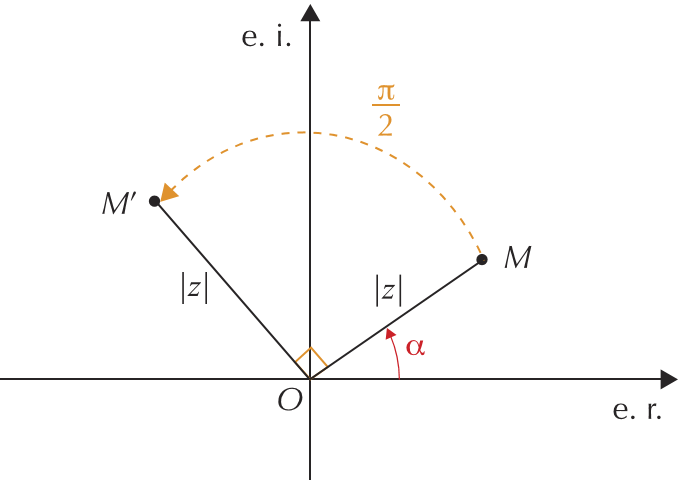 e. i.
π
2
M′
M
|z|
|z|
α
O
e. r.